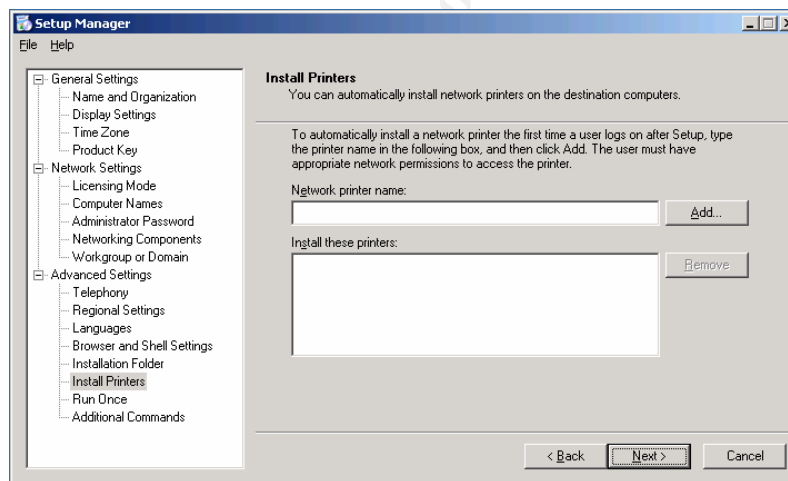 Setup Manager
File Help
General Settings
Name and Organization
Display Settings
Time Zone
Product Key
Network Settings
Licensing Mode
Computer Names
Administrator Password
Networking Components
Workgroup or Domain
Advanced Settings
Telephony
Regional Settings
Languages
Browser and Shell Settings
Installation Folder
Install Printers
Run Once
Additional Commands
Install Printers
You can automatically install network printers on the destination computers.
To automatically install a network printer the first time a user logs on after Setup, type
the printer name in the following box, and then click Add. The user must have
appropriate network permissions to access the printer.
Network printer name:
Add...
Install these printers:
Remove
< Back Next > Cancel